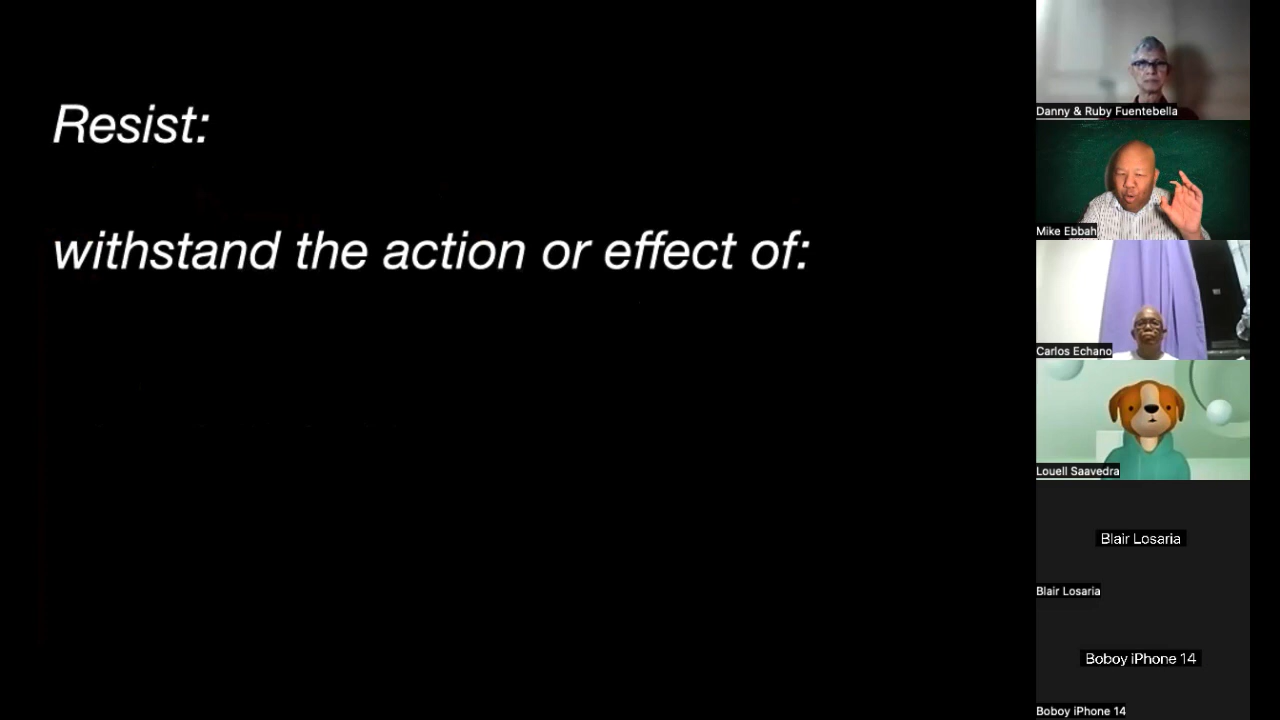 Resist:
withstand the action or effect of:
Danny & Ruby Fuentebella
Mike Ebbah
Carlos Echano
Louell Saavedra
Blair Losaria
Blair Losaria
Boboy iPhone 14
Boboy iPhone 14